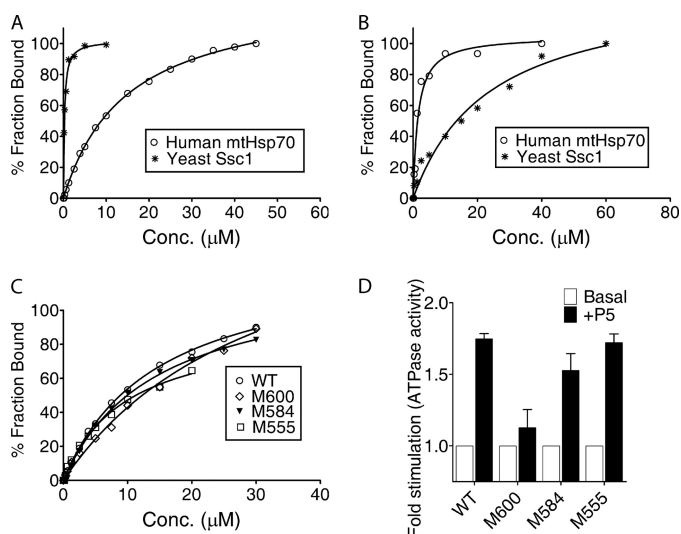 A
% Fraction Bound
100
80
60
40
20
0
Human mtHsp70
Yeast Ssc1
0 10 20 30 40 50 60
Conc. (μM)
B
% Fraction Bound
100
80
60
40
20
0
Human mtHsp70
Yeast Ssc1
0 20 40 60 80
Conc. (μM)
C
% Fraction Bound
100
80
60
40
20
0
WT
M600
M584
M555
0 10 20 30 40
Conc. (μM)
D
Fold stimulation (ATPase activity)
Basal
+P5
2.0
1.5
1.0
WT M600 M584 M555